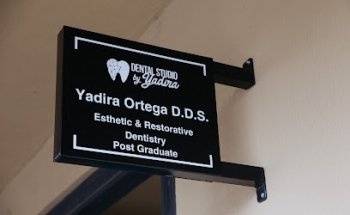 DENTAL STUDIO
by Yadira
Yadira Ortega D.D.S.
Esthetic & Restorative
Dentistry
Post Graduate